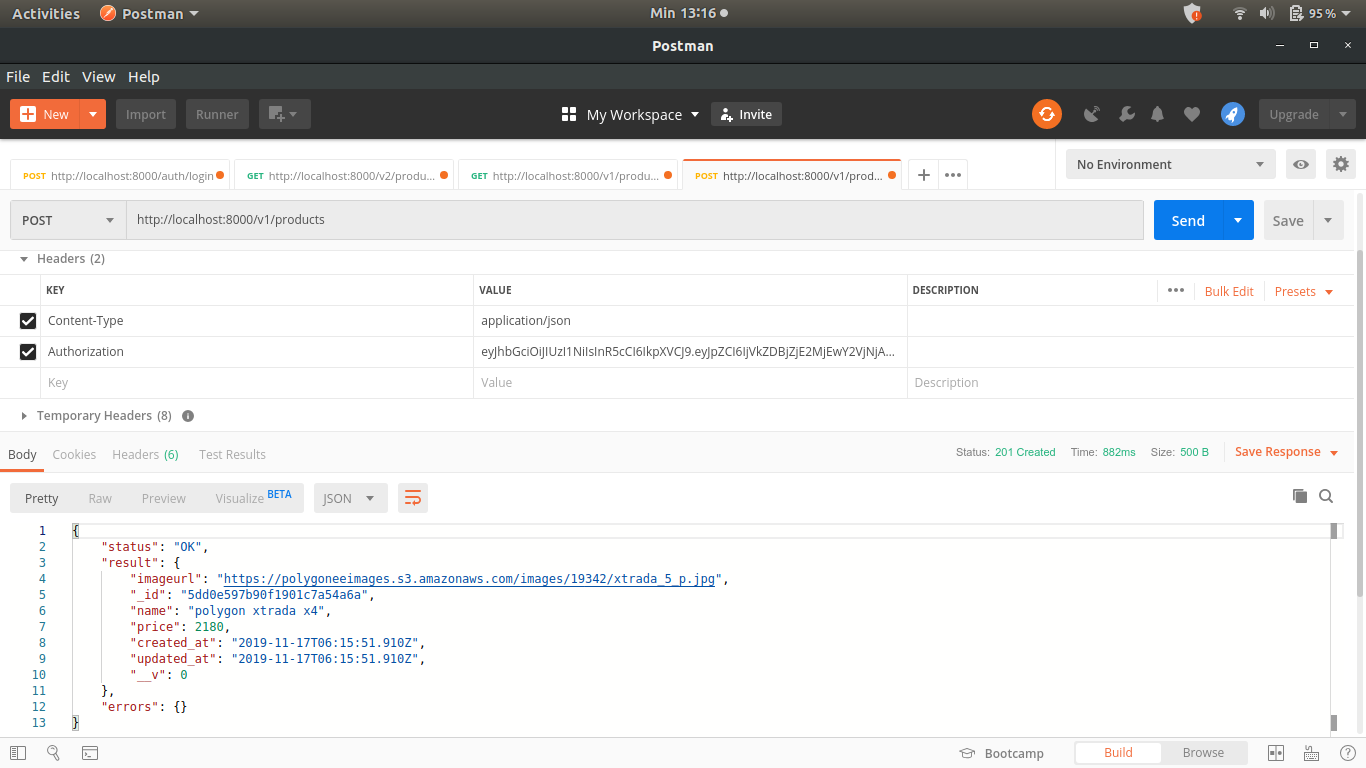 Activities Postman Min 13:16 95 %
Postman
File Edit View Help
New Import Runner My Workspace Invite Upgrade
POST http://localhost:8000/auth/login GET http://localhost:8000/v2/produ... GET http://localhost:8000/v1/produ... POST http://localhost:8000/v1/prod... + ••• No Environment
POST http://localhost:8000/v1/products Send Save
Headers (2)
KEY VALUE DESCRIPTION ••• Bulk Edit Presets
Content-Type application/json
Authorization eyJhbGciOiJIUzI1NiIsInR5cCI6IkpXVCJ9.eyJpZCI6IjVkZDBjZjE2MjEwY2VjNjA...
Key Value Description
Temporary Headers (8)
Body Cookies Headers (6) Test Results Status: 201 Created Time: 882ms Size: 500 B Save Response
Pretty Raw Preview Visualize BETA JSON
1 {
2 "status": "OK",
3 "result": {
4 "imageurl": "https://polygoneeimages.s3.amazonaws.com/images/19342/xtrada_5_p.jpg",
5 "_id": "5dd0e597b90f1901c7a54a6a",
6 "name": "polygon xtrada x4",
7 "price": 2180,
8 "created_at": "2019-11-17T06:15:51.910Z",
9 "updated_at": "2019-11-17T06:15:51.910Z",
10 "__v": 0
11 },
12 "errors": {}
13 }
Bootcamp Build Browse